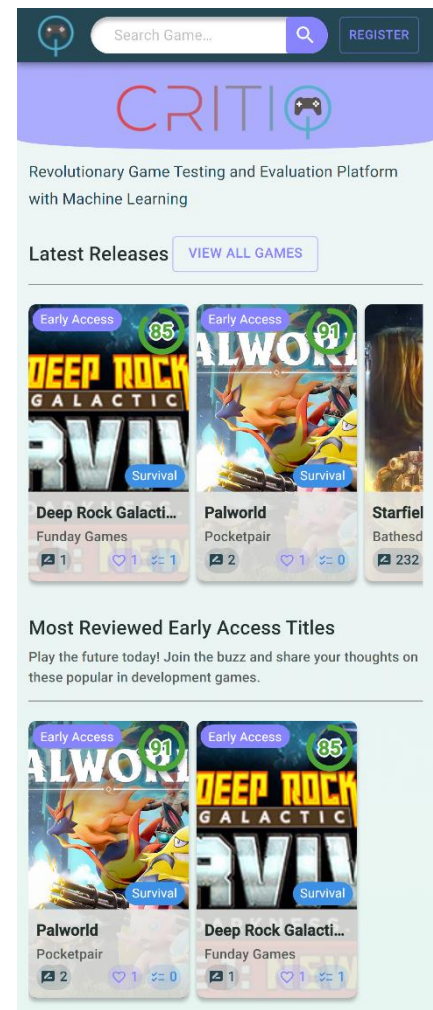 Search Game...
REGISTER
CRITIQ
Revolutionary Game Testing and Evaluation Platform
with Machine Learning
Latest Releases
VIEW ALL GAMES
Early Access
85
DEEP ROCK
GALACTIC
Survival
Deep Rock Galacti...
Funday Games
1
1
1
Early Access
91
ALWOR
Survival
Palworld
Pocketpair
2
1
0
Starfiel
Bathesd
232
Most Reviewed Early Access Titles
Play the future today! Join the buzz and share your thoughts on
these popular in development games.
Early Access
91
ALWOR
Survival
Palworld
Pocketpair
2
1
0
Early Access
85
DEEP ROCK
GALACTIC
Survival
Deep Rock Galacti...
Funday Games
1
1
1